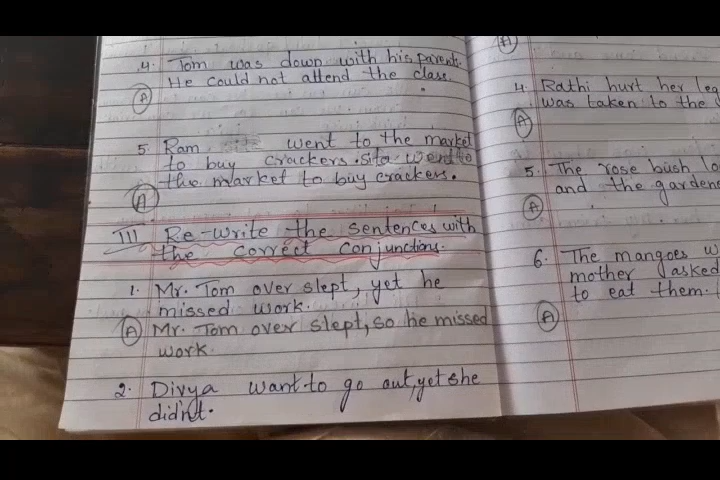 4. Tom was down with his parents.
He could not attend the class.
A
5. Ram went to the market
to buy crackers. Sita went to
the market to buy crackers.
A
III Re-write the sentences with
the correct conjunctions.
1. Mr. Tom over slept, yet he
missed work.
A Mr. Tom over slept, so he missed
work.
2. Divya want to go out, yet she
didn't.
A
4. Rathi hurt her leg
was taken to the
A
5. The rose bush
and the gardens
A
6. The mangoes
mother asked
to eat them.
A